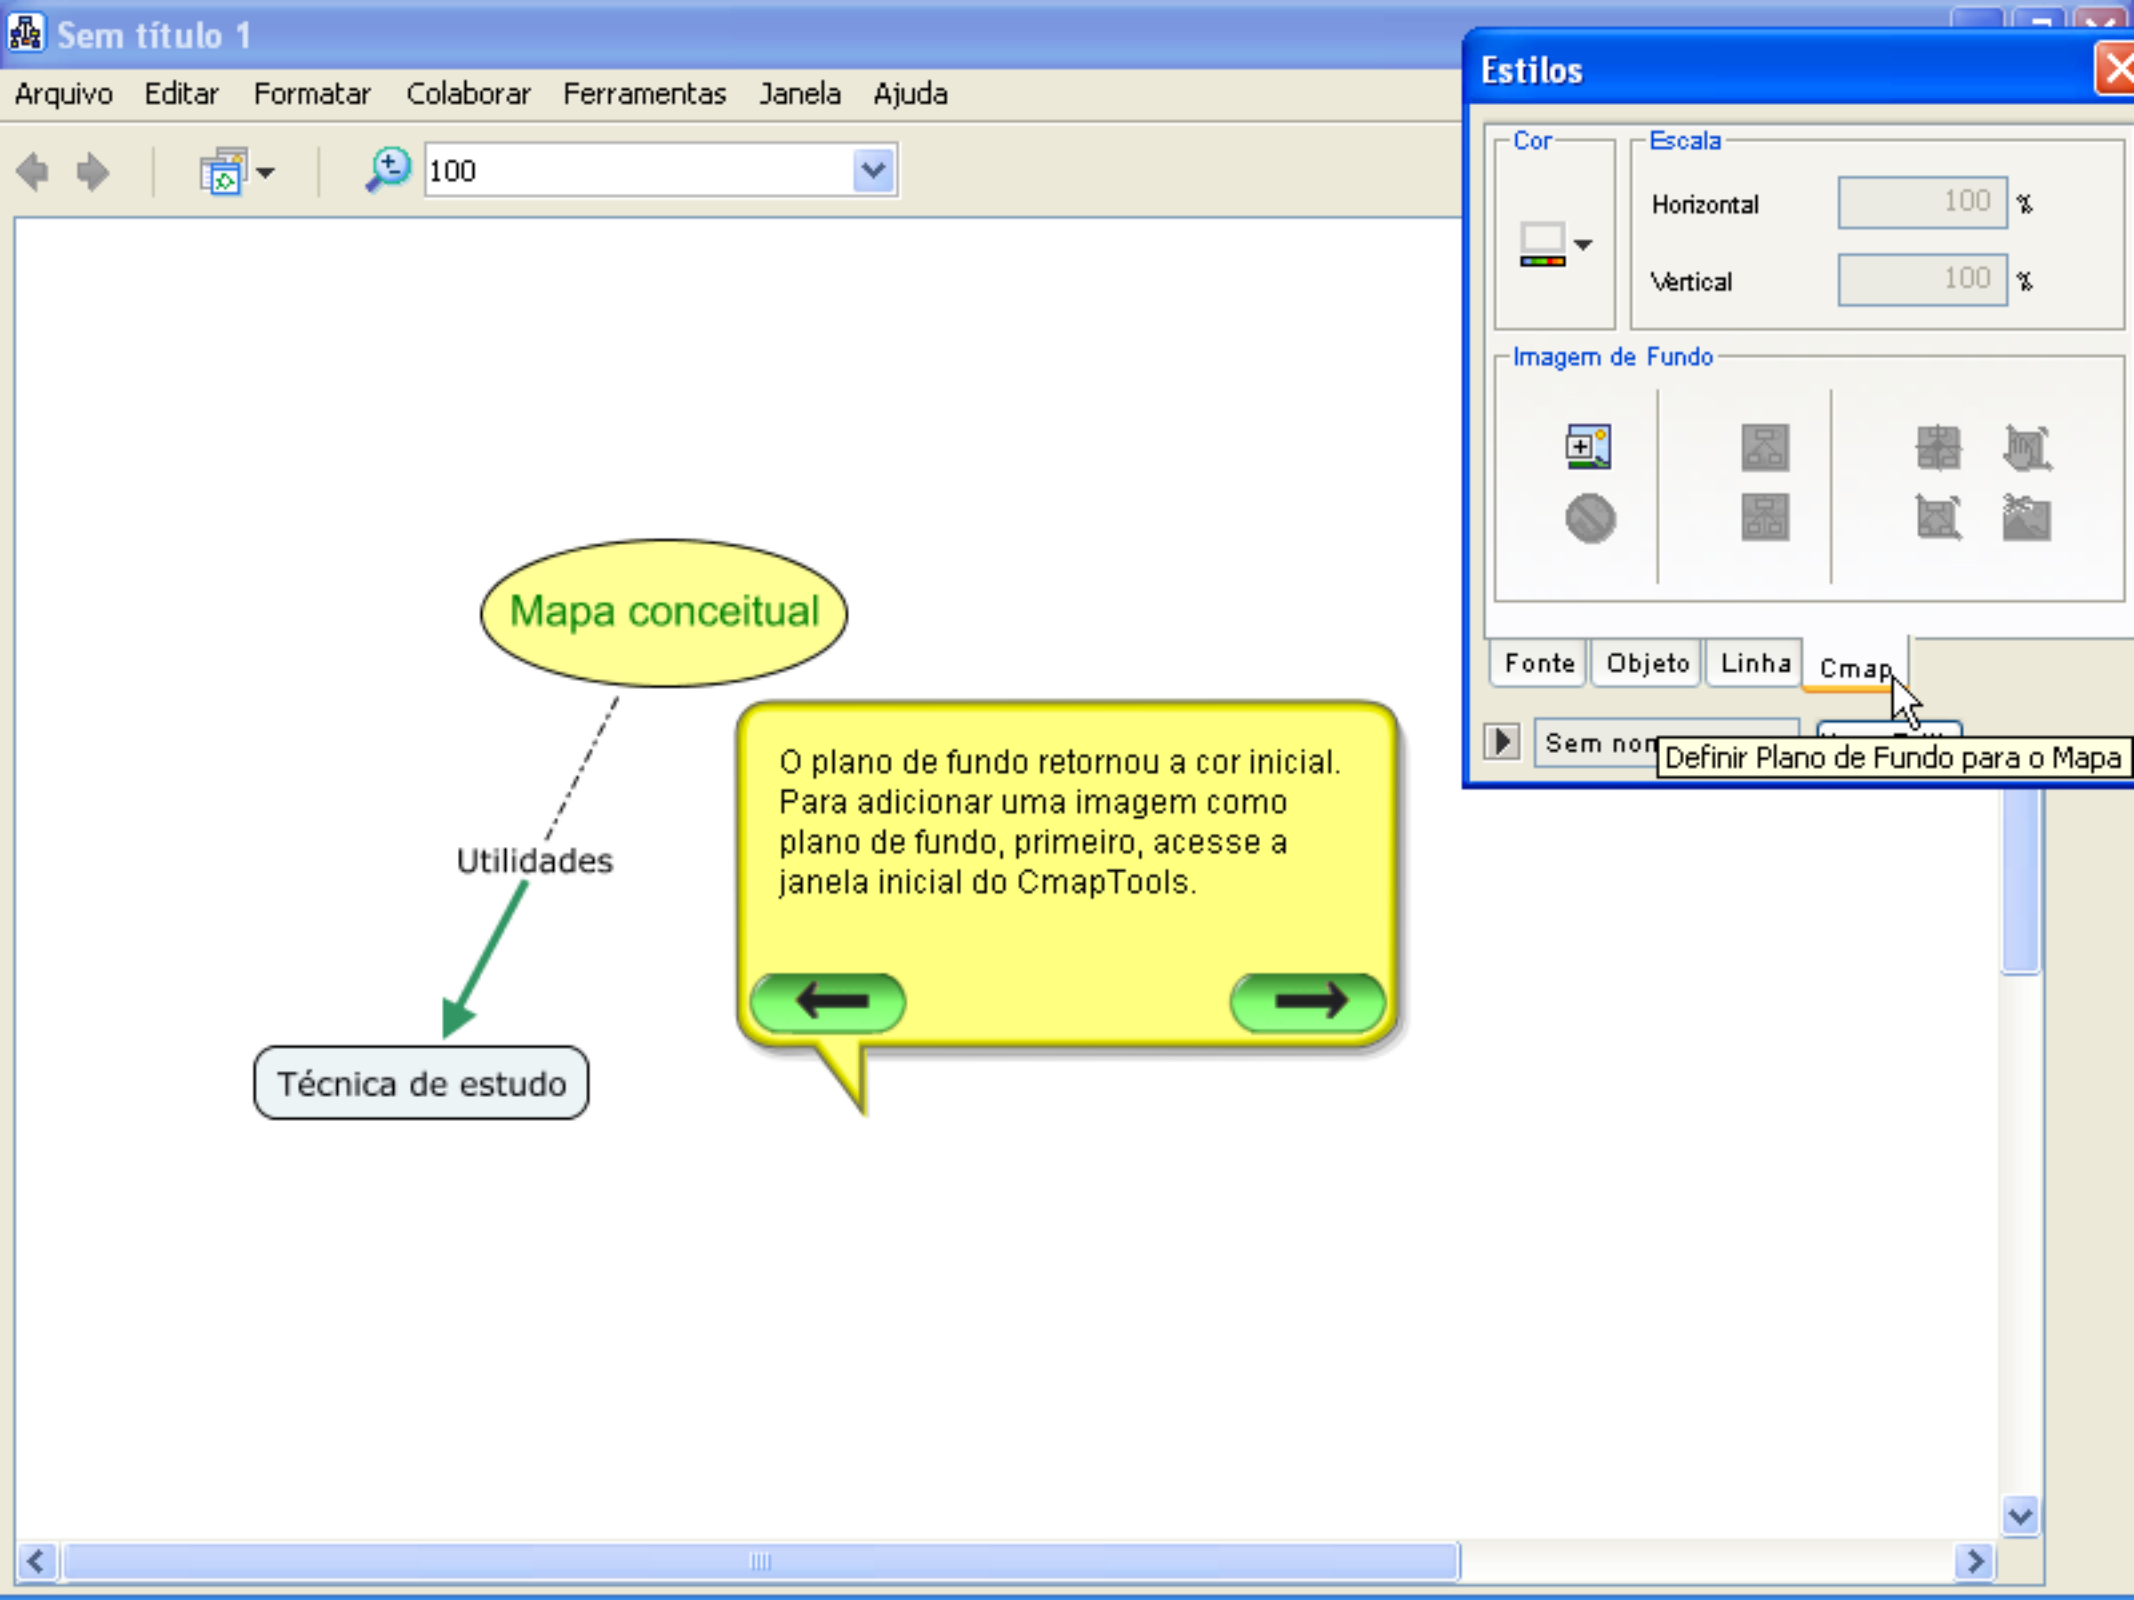 Sem título 1
Arquivo Editar Formatar Colaborar Ferramentas Janela Ajuda
100
Estilos
Cor
Escala
Horizontal 100 %
Vertical 100 %
Imagem de Fundo
Fonte Objeto Linha Cmap
Sem
Definir Plano de Fundo para o Mapa
Mapa conceitual
O plano de fundo retornou a cor inicial.
Para adicionar uma imagem como
plano de fundo, primeiro, acesse a
janela inicial do CmapTools.
Utilidades
Técnica de estudo